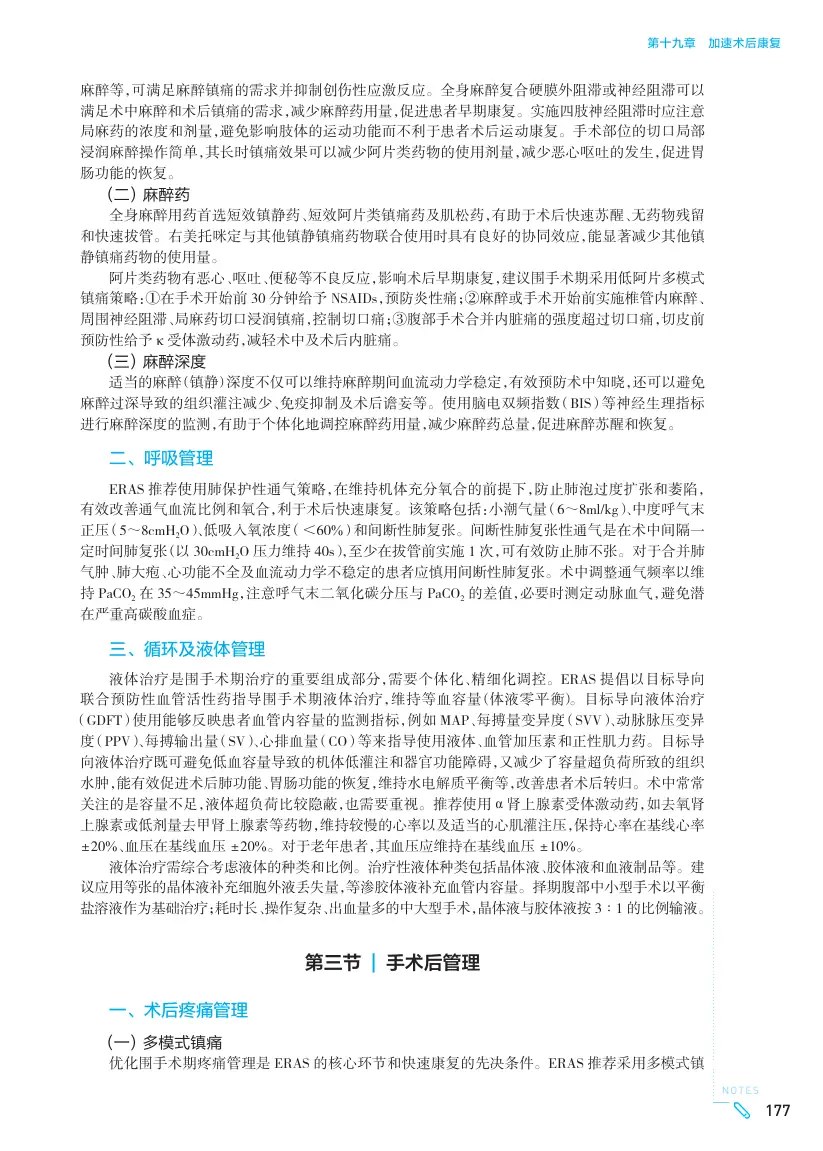 第十九章 加速术后康复
麻醉等,可满足麻醉镇痛的需求并抑制创伤性应激反应。全身麻醉复合硬膜外阻滞或神经阻滞可以
满足术中麻醉和术后镇痛的需求,减少麻醉药用量,促进患者早期康复。实施四肢神经阻滞时应注意
局麻药的浓度和剂量,避免影响肢体的运动功能而不利于患者术后运动康复。手术部位的切口局部
浸润麻醉操作简单,其长时镇痛效果可以减少阿片类药物的使用剂量,减少恶心呕吐的发生,促进胃
肠功能的恢复。
(二)麻醉药
全身麻醉用药首选短效镇静药、短效阿片类镇痛药及肌松药,有助于术后快速苏醒、无药物残留
和快速拔管。右美托咪定与其他镇静镇痛药物联合使用时具有良好的协同效应,能显著减少其他镇
静镇痛药物的使用量。
阿片类药物有恶心、呕吐、便秘等不良反应,影响术后早期康复,建议围手术期采用低阿片多模式
镇痛策略:①在手术开始前 30 分钟给予 NSAIDs,预防炎性痛;②麻醉或手术开始前实施椎管内麻醉、
周围神经阻滞、局麻药切口浸润镇痛,控制切口痛;③腹部手术合并内脏痛的强度超过切口痛,切皮前
预防性给予 κ 受体激动药,减轻术中及术后内脏痛。
(三)麻醉深度
适当的麻醉(镇静)深度不仅可以维持麻醉期间血流动力学稳定,有效预防术中知晓,还可以避免
麻醉过深导致的组织灌注减少、免疫抑制及术后谵妄等。使用脑电双频指数(BIS)等神经生理指标
进行麻醉深度的监测,有助于个体化地调控麻醉药用量,减少麻醉药总量,促进麻醉苏醒和恢复。
二、呼吸管理
ERAS 推荐使用肺保护性通气策略,在维持机体充分氧合的前提下,防止肺泡过度扩张和萎陷,
有效改善通气血流比例和氧合,利于术后快速康复。该策略包括:小潮气量(6～8ml/kg)、中度呼气末
正压(5～8cmH₂O)、低吸入氧浓度(<60%)和间断性肺复张。间断性肺复张性通气是在术中间隔一
定时间肺复张(以 30cmH₂O 压力维持 40s),至少在拔管前实施 1 次,可有效防止肺不张。对于合并肺
气肿、肺大疱、心功能不全及血流动力学不稳定的患者应慎用间断性肺复张。术中调整通气频率以维
持 PaCO₂ 在 35～45mmHg,注意呼气末二氧化碳分压与 PaCO₂ 的差值,必要时测定动脉血气,避免潜
在严重高碳酸血症。
三、循环及液体管理
液体治疗是围手术期治疗的重要组成部分,需要个体化、精细化调控。ERAS 提倡以目标导向
联合预防性血管活性药指导围手术期液体治疗,维持等血容量(体液零平衡)。目标导向液体治疗
(GDFT)使用能够反映患者血管内容量的监测指标,例如 MAP、每搏量变异度(SVV)、动脉脉压变异
度(PPV)、每搏输出量(SV)、心排血量(CO)等来指导使用液体、血管加压素和正性肌力药。目标导
向液体治疗既可避免低血容量导致的机体低灌注和器官功能障碍,又减少了容量超负荷所致的组织
水肿,能有效促进术后肺功能、胃肠功能的恢复,维持水电解质平衡等,改善患者术后转归。术中常常
关注的是容量不足,液体超负荷比较隐蔽,也需要重视。推荐使用 α 肾上腺素受体激动药,如去氧肾
上腺素或低剂量去甲肾上腺素等药物,维持较慢的心率以及适当的心肌灌注压,保持心率在基线心率
±20%、血压在基线血压 ±20%。对于老年患者,其血压应维持在基线血压 ±10%。
液体治疗需综合考虑液体的种类和比例。治疗性液体种类包括晶体液、胶体液和血液制品等。建
议应用等张的晶体液补充细胞外液丢失量,等渗胶体液补充血管内容量。择期腹部中小型手术以平衡
盐溶液作为基础治疗;耗时长、操作复杂、出血量多的中大型手术,晶体液与胶体液按 3∶1 的比例输液。
第三节 | 手术后管理
一、术后疼痛管理
(一)多模式镇痛
优化围手术期疼痛管理是 ERAS 的核心环节和快速康复的先决条件。ERAS 推荐采用多模式镇
NOTES
177